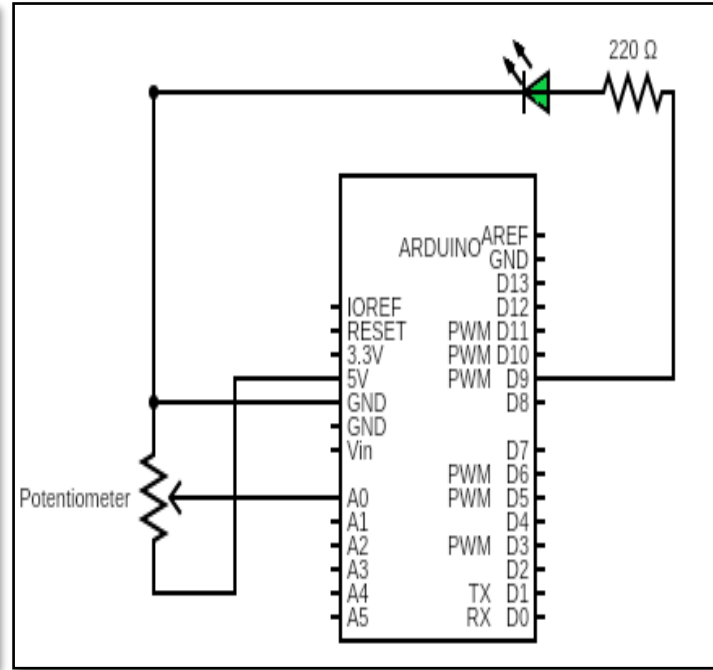 220 Ω
ARDUINO
AREF
GND
D13
IOREF D12
RESET PWM D11
3.3V PWM D10
5V PWM D9
GND D8
GND
Vin D7
PWM D6
Potentiometer A0 PWM D5
A1 D4
A2 PWM D3
A3 D2
A4 TX D1
A5 RX D0